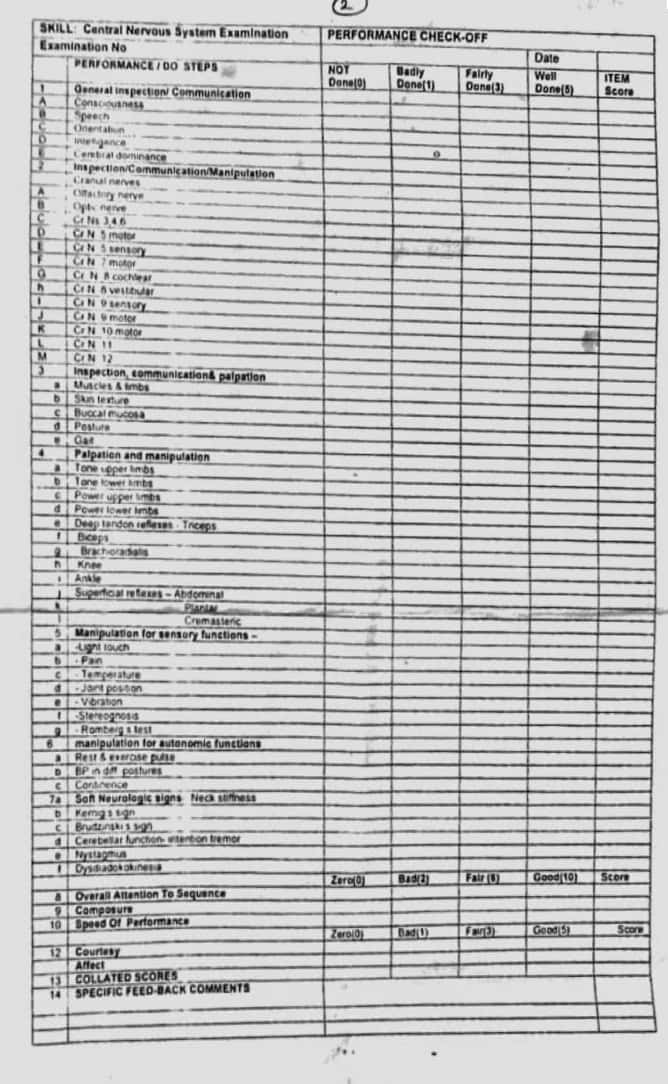 2
SKILL: Central Nervous System Examination PERFORMANCE CHECK-OFF
Examination No
Date
PERFORMANCE / DO STEPS NOT Done(0) Badly Done(1) Fairly Done(3) Well Done(5) ITEM Score
1 General inspection/ Communication
A Consciousness
B Speech
C Orientation
D Intelligence
E Cerebral dominance
2 Inspection/Communication/Manipulation
Cranial nerves
A Olfactory nerve
B Optic nerve
C Cr Ns 3,4,6
D Cr N 5 motor
E Cr N 5 sensory
F Cr N 7 motor
G Cr N 8 cochlear
h Cr N 8 vestibular
I Cr N 9 sensory
J Cr N 9 motor
K Cr N 10 motor
L Cr N 11
M Cr N 12
3 Inspection, communication& palpation
a Muscles & limbs
b Skin texture
c Buccal mucosa
d Posture
e Gait
4 Palpation and manipulation
a Tone upper limbs
b Tone lower limbs
c Power upper limbs
d Power lower limbs
e Deep tendon reflexes - Triceps
f Biceps
g Brachioradialis
h Knee
i Ankle
j Superficial reflexes – Abdominal
k Plantar
l Cremasteric
5 Manipulation for sensory functions –
a -Light touch
b - Pain
c - Temperature
d - Joint position
e - Vibration
f -Stereognosis
g - Romberg s test
6 manipulation for autonomic functions
a Rest & exercise pulse
b BP in diff postures
c Continence
7a Soft Neurologic signs- Neck stiffness
b Kernig s sign
c Brudzinski s sign
d Cerebellar function- intention tremor
e Nystagmus
f Dysdiadokokinesia
Zero(0) Bad(2) Fair (6) Good(10) Score
8 Overall Attention To Sequence
9 Composure
10 Speed Of Performance
Zero(0) Bad(1) Fair(3) Good(5) Score
12 Courtesy
Affect
13 COLLATED SCORES
14 SPECIFIC FEED-BACK COMMENTS